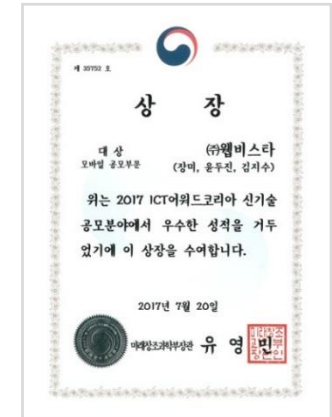 제 35752 호
상 장
대 상 ㈜웹비스타
모바일 공모부문 (장미, 윤두진, 김지수)
위는 2017 ICT어워드코리아 신기술
공모분야에서 우수한 성적을 거두
었기에 이 상장을 수여합니다.
2017년 7월 20일
미래창조과학부장관 유 영 민